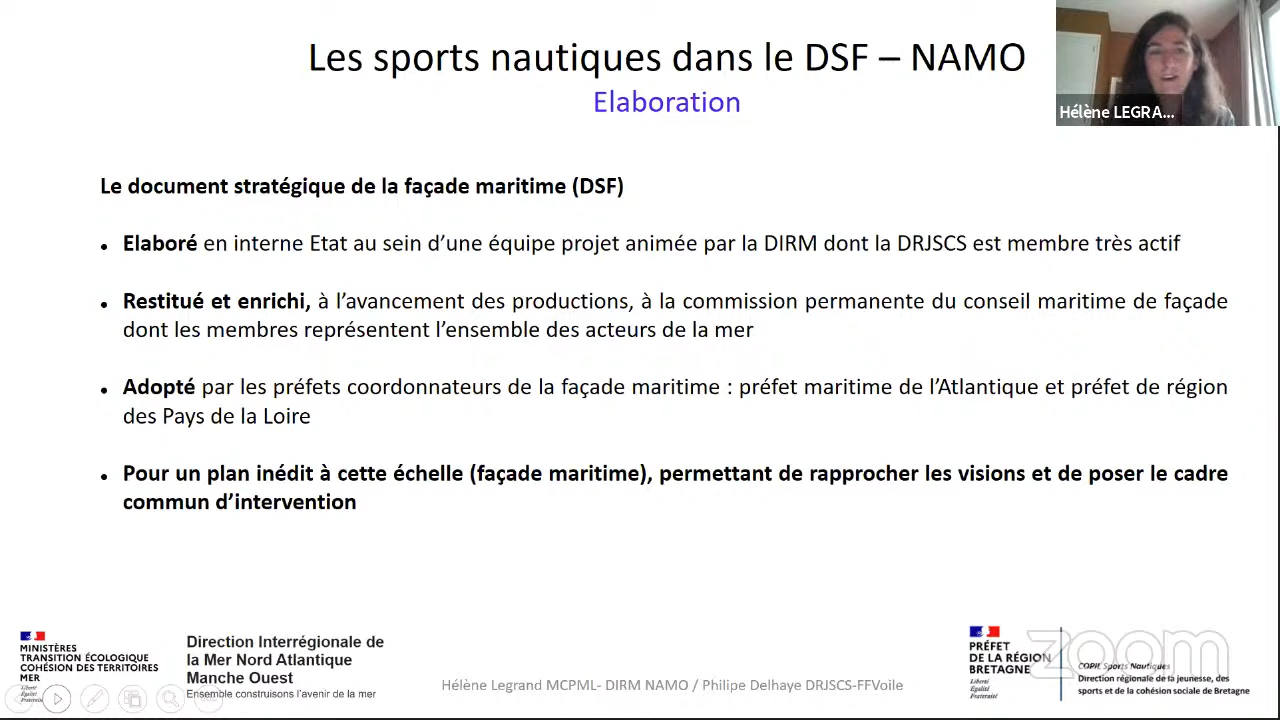 Les sports nautiques dans le DSF – NAMO
Elaboration
Hélène LEGRA...
Le document stratégique de la façade maritime (DSF)
Elaboré en interne Etat au sein d’une équipe projet animée par la DIRM dont la DRJSCS est membre très actif
Restitué et enrichi, à l’avancement des productions, à la commission permanente du conseil maritime de façade
dont les membres représentent l’ensemble des acteurs de la mer
Adopté par les préfets coordonnateurs de la façade maritime : préfet maritime de l’Atlantique et préfet de région
des Pays de la Loire
Pour un plan inédit à cette échelle (façade maritime), permettant de rapprocher les visions et de poser le cadre
commun d’intervention
MINISTÈRES
TRANSITION ÉCOLOGIQUE
COHÉSION DES TERRITOIRES
MER
Liberté
Égalité
Direction Interrégionale de
la Mer Nord Atlantique
Manche Ouest
Ensemble construisons l’avenir de la mer
Hélène Legrand MCPML- DIRM NAMO / Philipe Delhaye DRJSCS-FFVoile
PRÉFET
DE LA RÉGION
BRETAGNE
Liberté
Égalité
Fraternité
zoom
COPIL Sports Nautiques
Direction régionale de la jeunesse, des
sports et de la cohésion sociale de Bretagne